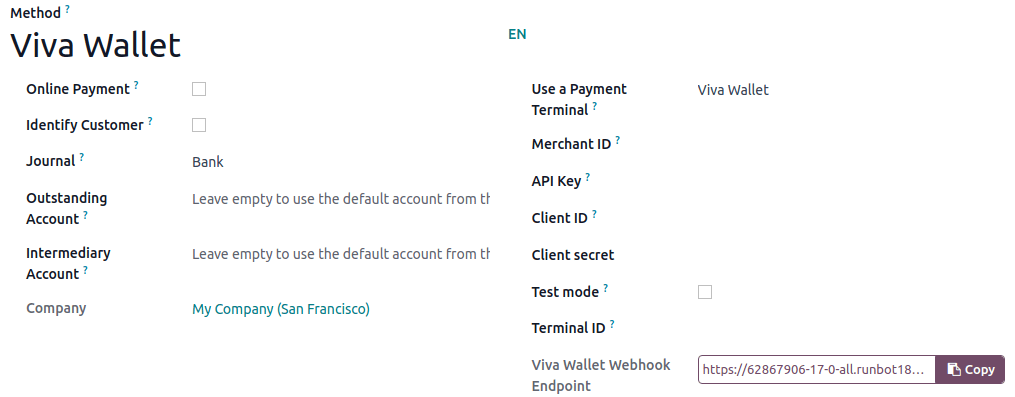 Method ?
Viva Wallet
EN
Online Payment ?
Identify Customer ?
Journal ? Bank
Outstanding Account ? Leave empty to use the default account from th
Intermediary Account ? Leave empty to use the default account from th
Company My Company (San Francisco)
Use a Payment Terminal ? Viva Wallet
Merchant ID ?
API Key ?
Client ID ?
Client secret
Test mode ?
Terminal ID ?
Viva Wallet Webhook Endpoint https://62867906-17-0-all.runbot18... Copy